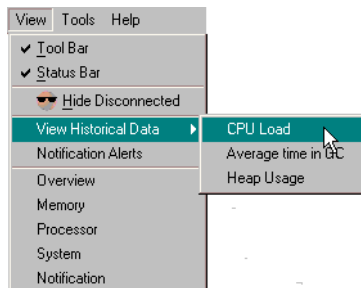 View Tools Help
Tool Bar
Status Bar
Hide Disconnected
View Historical Data
CPU Load
Notification Alerts
Average time in GC
Overview
Heap Usage
Memory
Processor
System
Notification